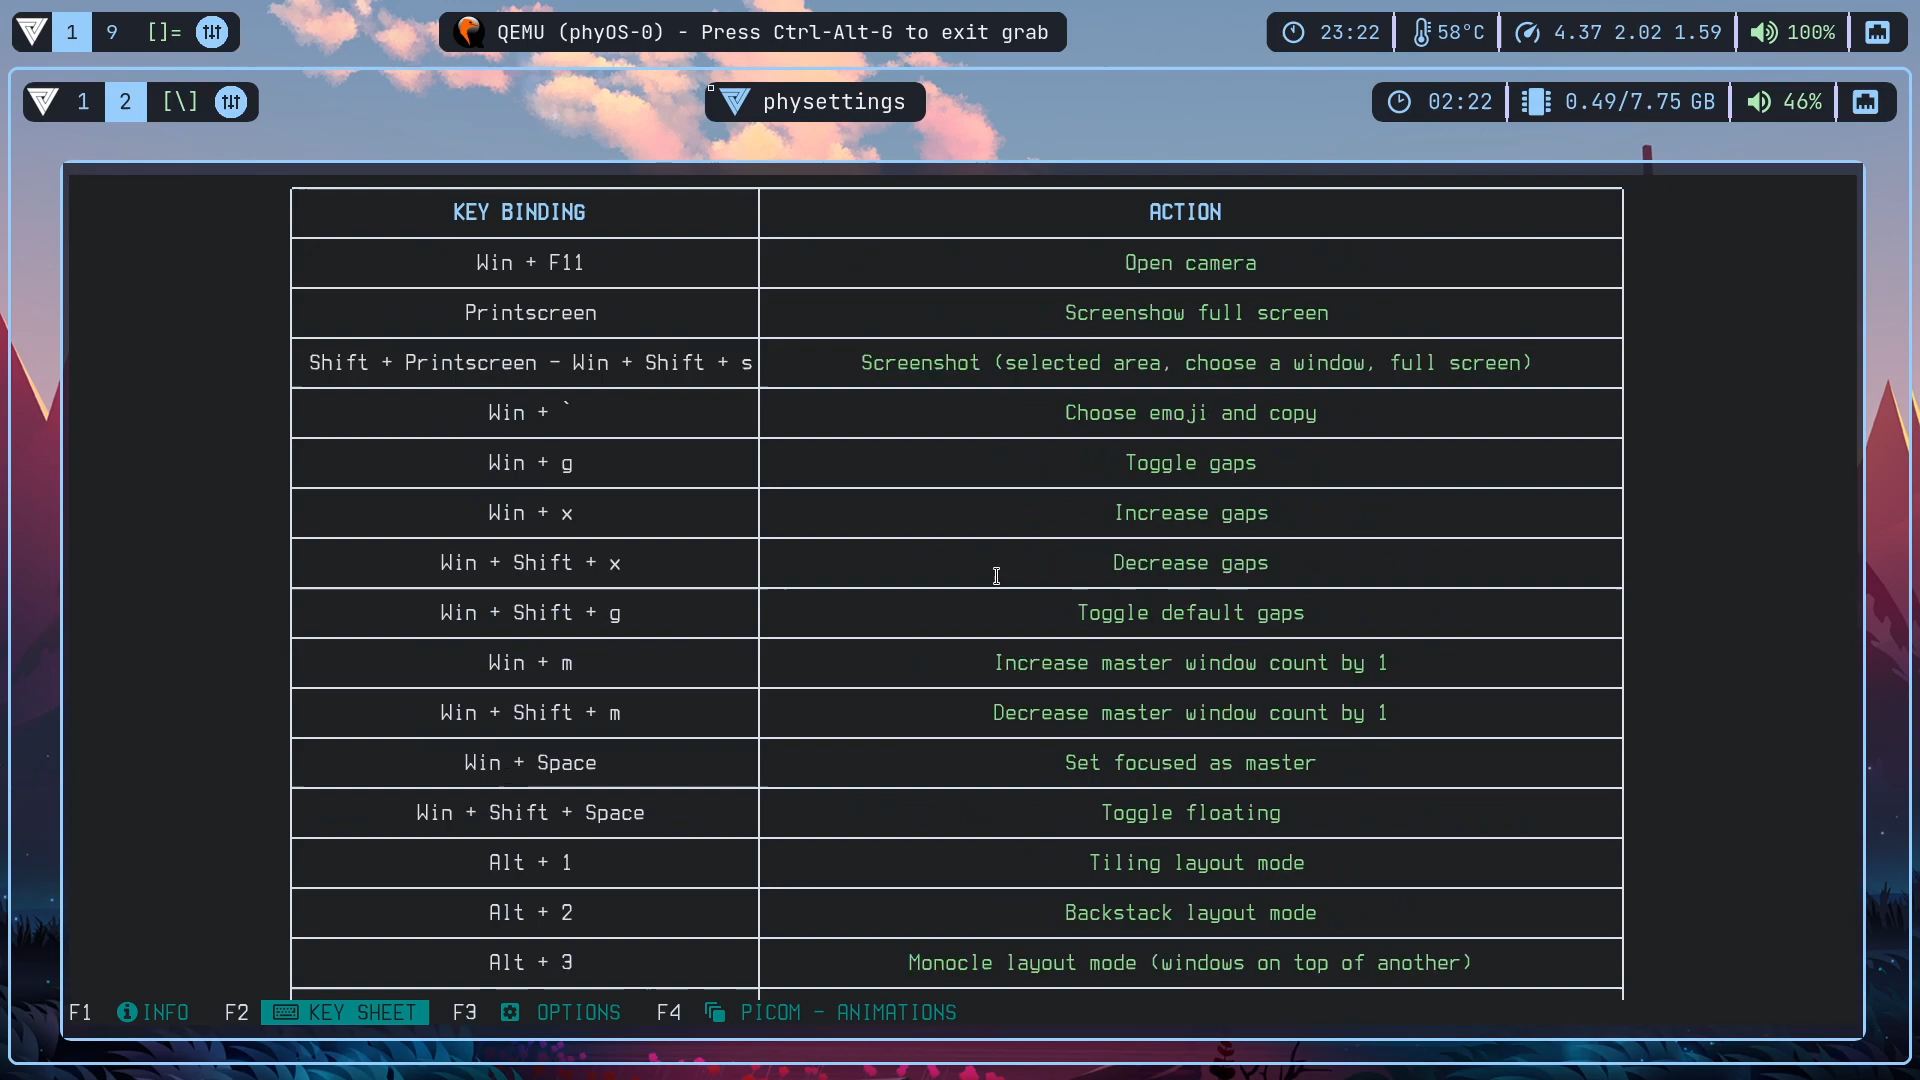 1 9 []= QEMU (phyOS-0) - Press Ctrl-Alt-G to exit grab 23:22 58°C 4.37 2.02 1.59 100%
1 2 [\] physettings 02:22 0.49/7.75 GB 46%
KEY BINDING ACTION
Win + F11 Open camera
Printscreen Screenshow full screen
Shift + Printscreen - Win + Shift + s Screenshot (selected area, choose a window, full screen)
Win + ` Choose emoji and copy
Win + g Toggle gaps
Win + x Increase gaps
Win + Shift + x Decrease gaps
Win + Shift + g Toggle default gaps
Win + m Increase master window count by 1
Win + Shift + m Decrease master window count by 1
Win + Space Set focused as master
Win + Shift + Space Toggle floating
Alt + 1 Tiling layout mode
Alt + 2 Backstack layout mode
Alt + 3 Monocle layout mode (windows on top of another)
F1 INFO F2 KEY SHEET F3 OPTIONS F4 PICOM - ANIMATIONS